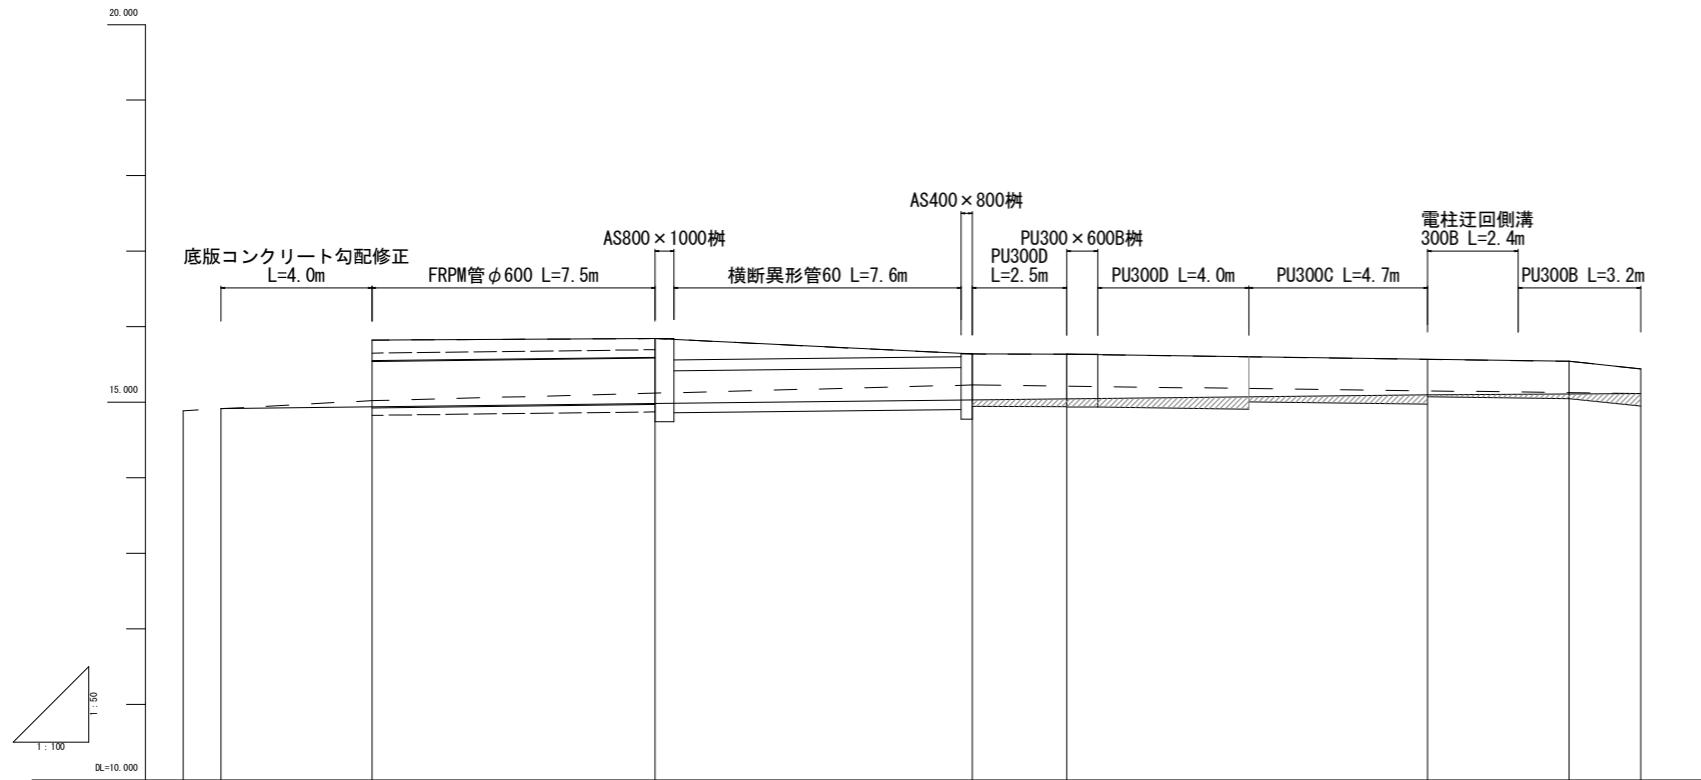 20.000
AS400×800桝
電柱迂回側溝
300B L=2.4m
AS800×1000桝
PU300×600B桝
底版コンクリート勾配修正
L=4.0m
FRPM管φ600 L=7.5m
横断異形管60 L=7.6m
PU300D
L=2.5m
PU300D L=4.0m
PU300C L=4.7m
PU300B L=3.2m
15.000
1:50
1:100
DL=10.000